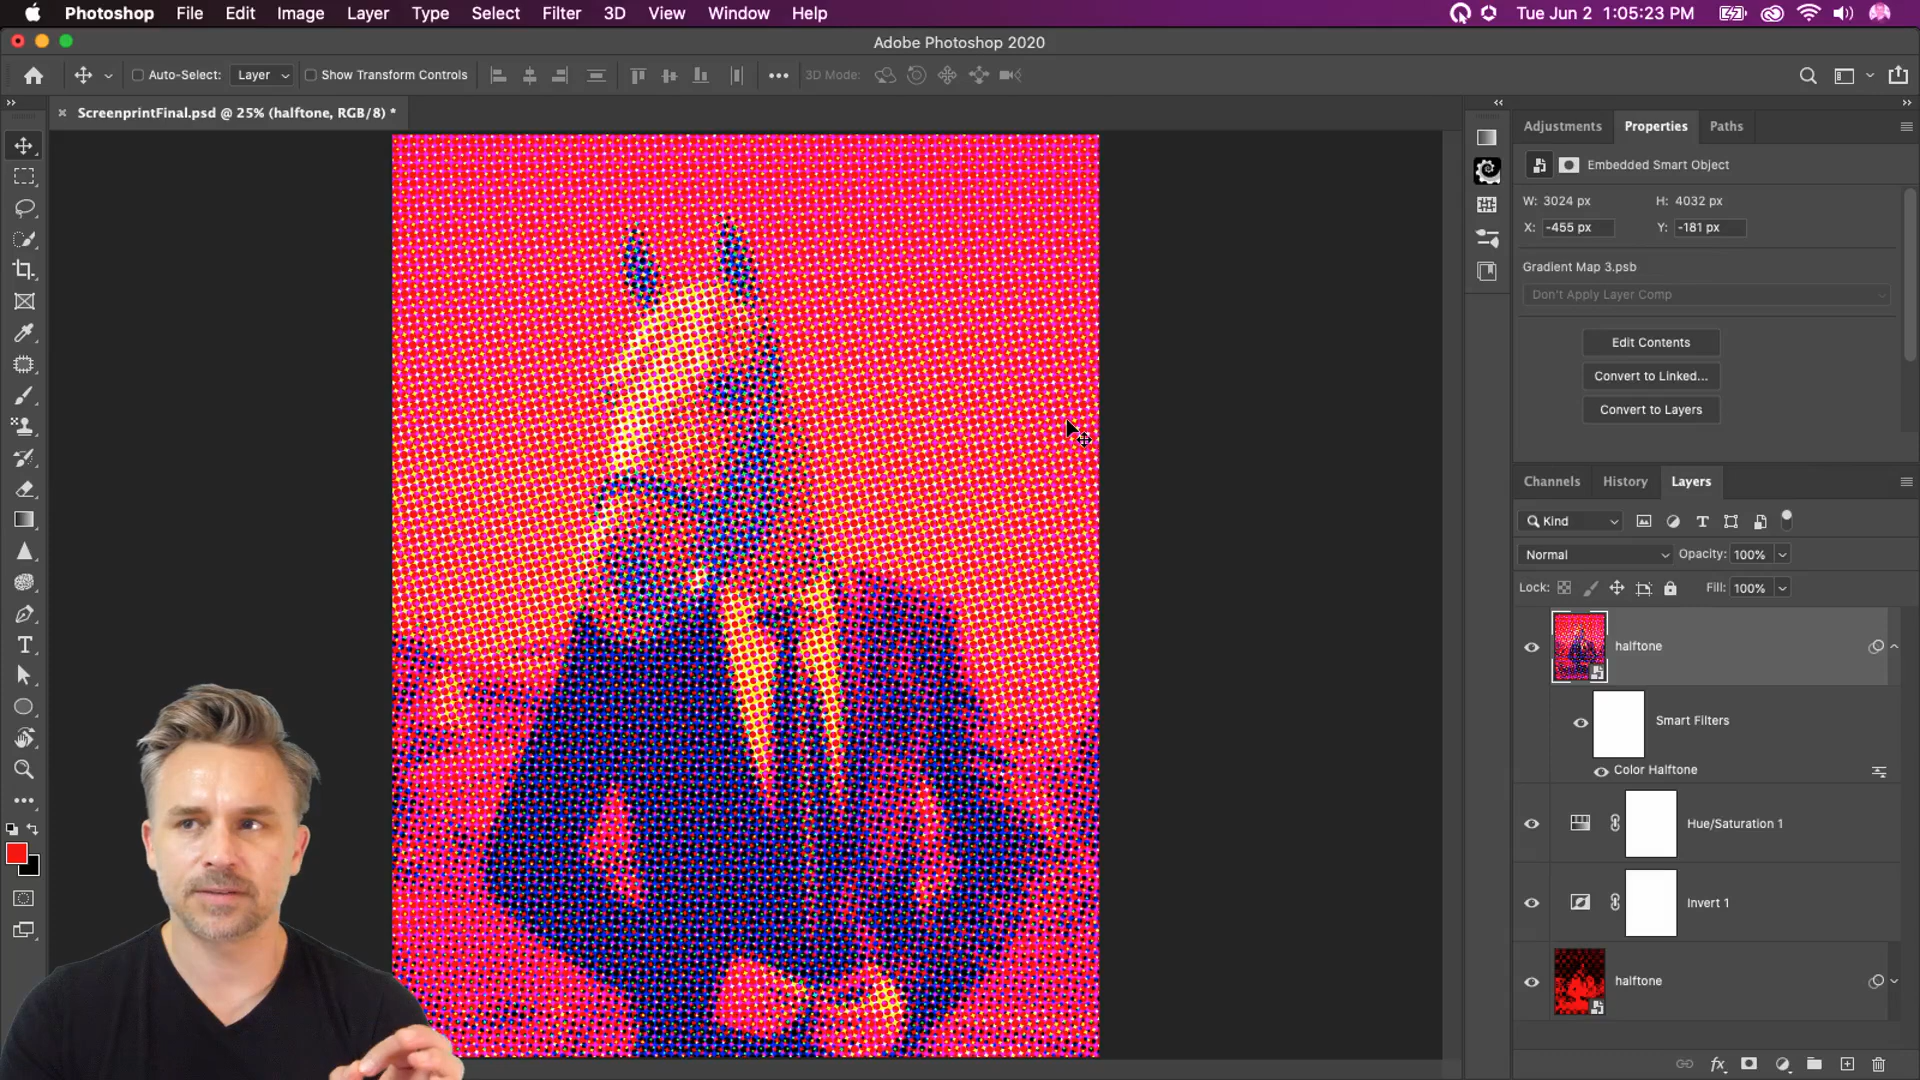 Photoshop File Edit Image Layer Type Select Filter 3D View Window Help Tue Jun 2 1:05:23 PM
Adobe Photoshop 2020
Auto-Select: Layer Show Transform Controls 3D Mode:
ScreenprintFinal.psd @ 25% (halftone, RGB/8) *
Adjustments Properties Paths
Embedded Smart Object
W: 3024 px H: 4032 px
X: -455 px Y: -181 px
Gradient Map 3.psb
Don't Apply Layer Comp
Edit Contents
Convert to Linked...
Convert to Layers
Channels History Layers
Kind
Normal Opacity: 100%
Lock: Fill: 100%
halftone
Smart Filters
Color Halftone
Hue/Saturation 1
Invert 1
halftone